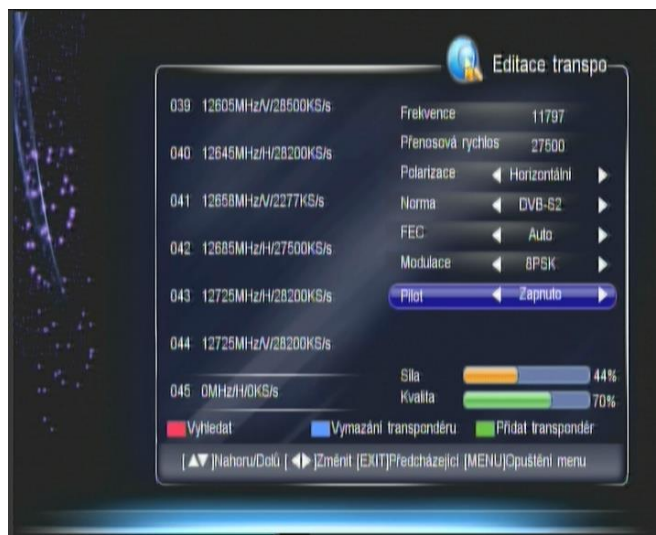 Editace transpo
039 12605MHz/V/28500KS/s
040 12645MHz/H/28200KS/s
041 12658MHz/V/2277KS/s
042 12685MHz/H/27500KS/s
043 12725MHz/H/28200KS/s
044 12725MHz/V/28200KS/s
045 0MHz/H/0KS/s
Frekvence 11797
Přenosová rychlos 27500
Polarizace Horizontální
Norma DVB-S2
FEC Auto
Modulace 8PSK
Pilot Zapnuto
Síla 44%
Kvalita 70%
Vyhledat Vymazání transpondéru Přidat transpondér
[▲▼]Nahoru/Dolů [◀▶]Změnit [EXIT]Předcházející [MENU]Opuštění menu